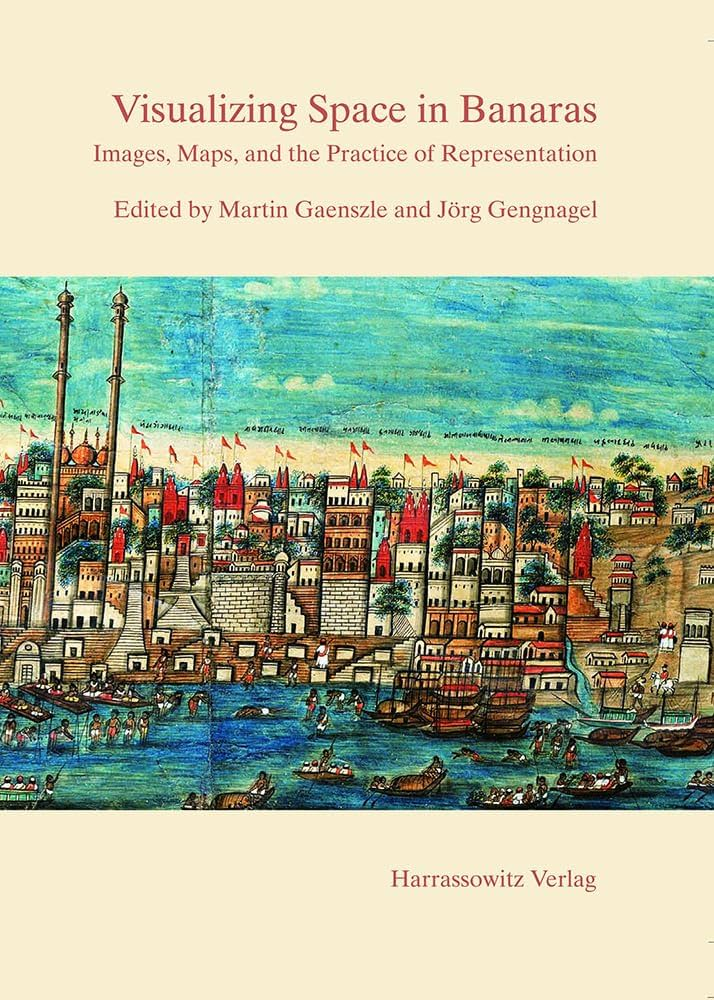 Visualizing Space in Banaras
Images, Maps, and the Practice of Representation
Edited by Martin Gaenszle and Jörg Gengnagel
Harrassowitz Verlag